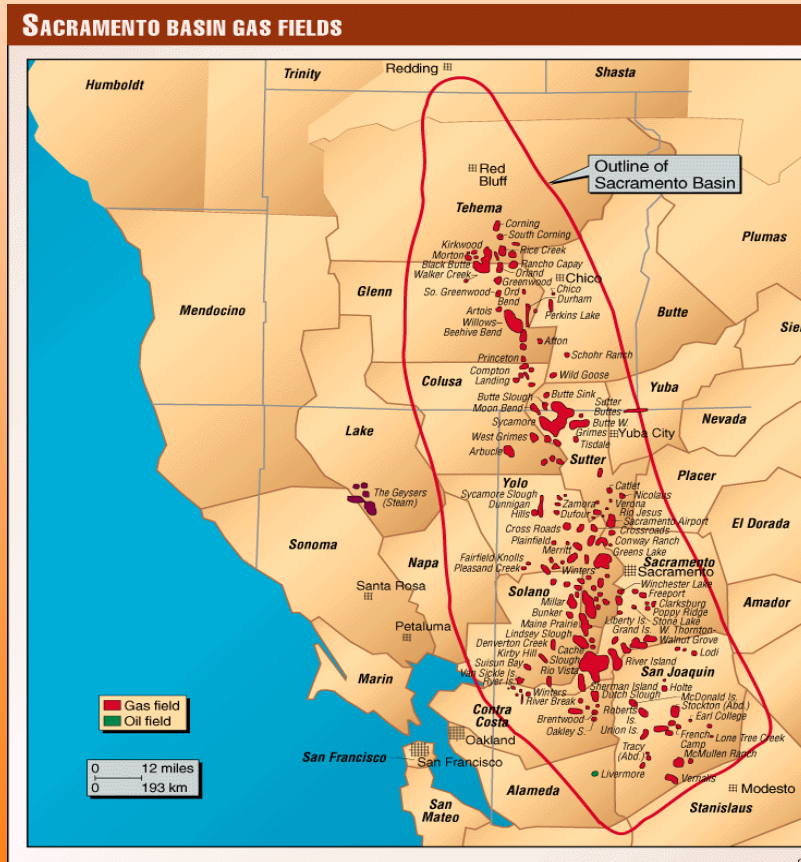 SACRAMENTO BASIN GAS FIELDS
Humboldt
Trinity
Redding
Shasta
Red
Bluff
Outline of
Sacramento Basin
Tehema
Plumas
Corning
South Corning
Kirkwood
Rice Creek
Morton
Black Butte
Rancho Capay
Walker Creek
Orland
Greenwood
Chico
Glenn
So. Greenwood
Ord
Bend
Chico
Durham
Mendocino
Artois
Perkins Lake
Butte
Willows
Beehive Bend
Sie
Afton
Princeton
Schohr Ranch
Compton
Landing
Wild Goose
Colusa
Yuba
Butte Slough
Butte Sink
Moon Bend
Sutter
Buttes
Nevada
Sycamore
Butte W.
Grimes
Yuba City
Lake
West Grimes
Tisdale
Arbucle
Sutter
Placer
Yolo
Catlet
The Geysers
(Steam)
Sycamore Slough
Nicolaus
Dunnigan
Hills
Zamora
Verona
Dufour
Rio Jesus
Sacramento Airport
El Dorada
Cross Roads
Crossroads
Sonoma
Plainfield
Conway Ranch
Merritt
Greens Lake
Napa
Fairfield Knolls
Sacramento
Pleasand Creek
Winters
Sacramento
Santa Rosa
Solano
Winchester Lake
Freeport
Millar
Clarksburg
Amador
Bunker
Poppy Ridge
Petaluma
Maine Prairie
Liberty Is.
Stone Lake
Lindsey Slough
Grand Is.
W. Thornton-
Walnut Grove
Denverton Creek
Cache
Slough
Lodi
Kirby Hill
Suisun Bay
Rio Vista
River Island
Marin
Van Sickle Is.
San Joaquin
Ryer Is.
Sherman Island
Holte
Winters
Dutch Slough
McDonald Is.
Gas field
River Break
Stockton (Abd.)
Oil field
Contra
Costa
Roberts
Is.
Earl College
Brentwood
Oakley S.
Union Is.
French
Camp
Lone Tree Creek
Oakland
Tracy
(Abd.)
McMullen Ranch
San Francisco
San Francisco
0 12 miles
0 193 km
Livermore
Vernalis
Alameda
Modesto
San
Mateo
Stanislaus